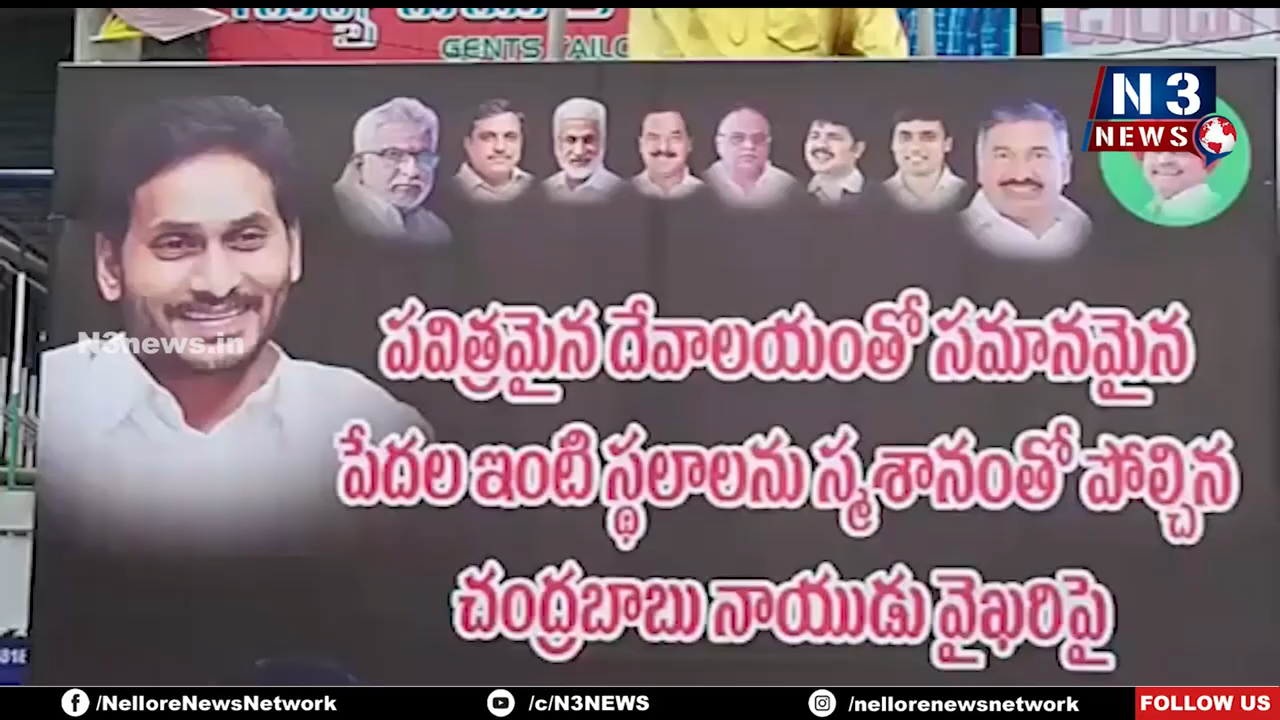 GENTS TAILO
N3
NEWS
పవిత్రమైన దేవాలయంతో సమానమైన
N3news.in
పేదల ఇంటి స్థలాలను స్మశానంతో పోల్చిన
చంద్రబాబు నాయుడు వైఖరిపై
/NelloreNewsNetwork
/c/N3NEWS
/nellorenewsnetwork
FOLLOW US